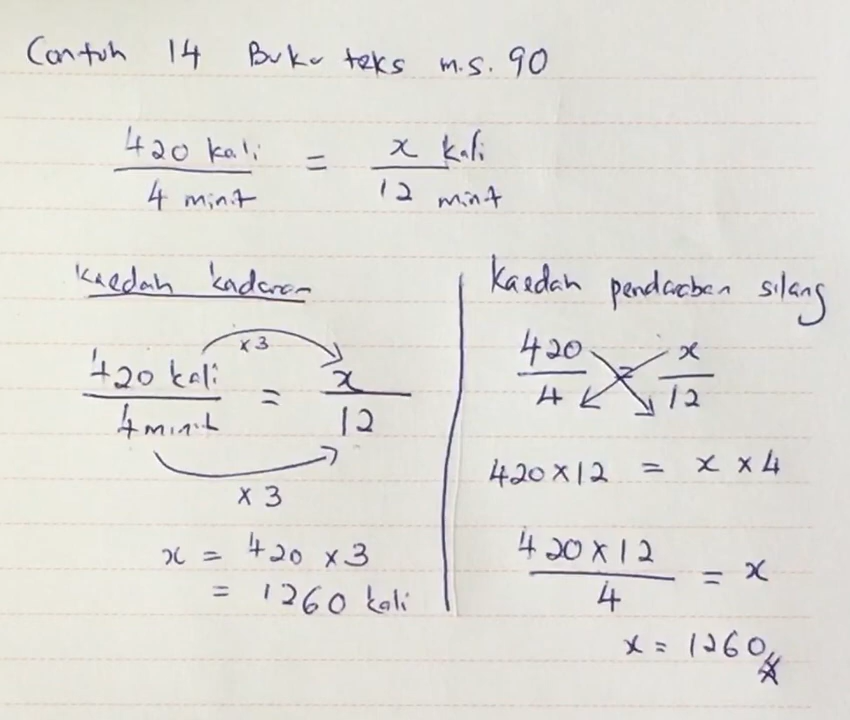 Contoh 14 Buku teks m.s. 90
420 kali / 4 minit = x kali / 12 minit
Kaedah kadaran
×3
420 kali / 4 minit = x / 12
×3
x = 420 × 3
= 1260 kali
Kaedah pendaraban silang
420 / 4 = x / 12
420 × 12 = x × 4
420 × 12 / 4 = x
x = 1260